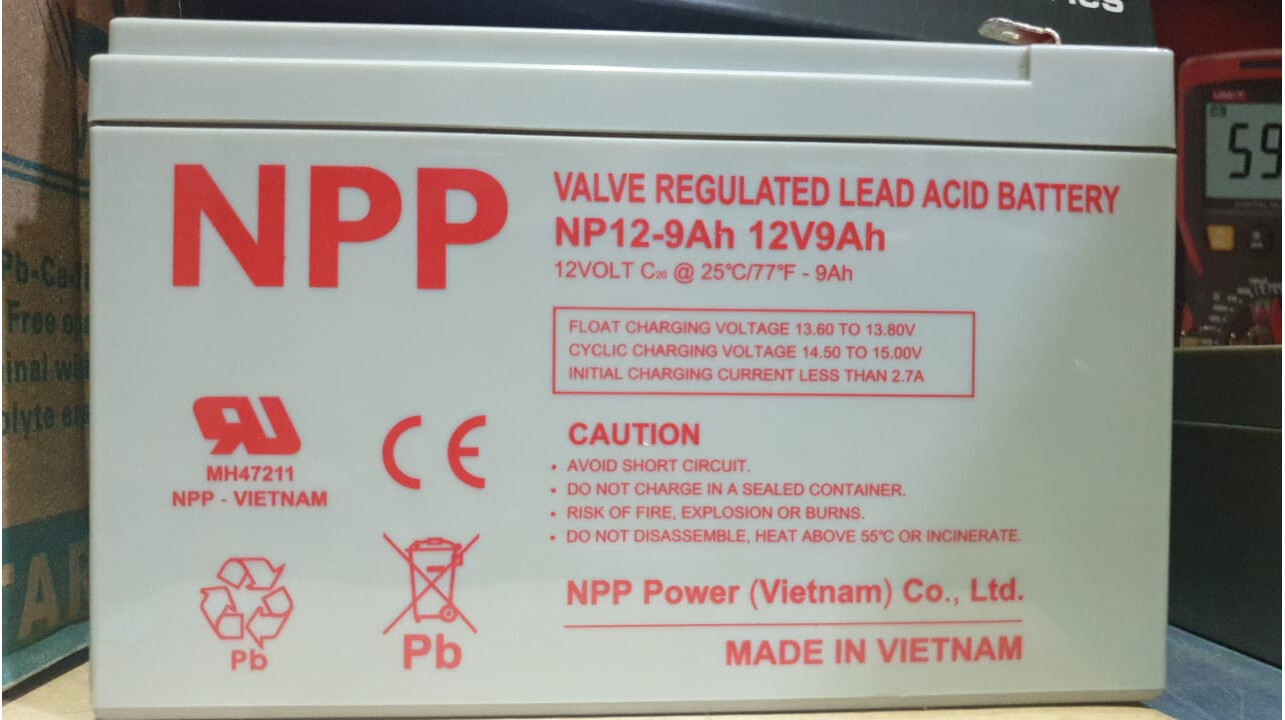 NPP
VALVE REGULATED LEAD ACID BATTERY
NP12-9Ah 12V9Ah
12VOLT C₂₀ @ 25°C/77°F - 9Ah
FLOAT CHARGING VOLTAGE 13.60 TO 13.80V
CYCLIC CHARGING VOLTAGE 14.50 TO 15.00V
INITIAL CHARGING CURRENT LESS THAN 2.7A
MH47211
NPP - VIETNAM
CE
CAUTION
• AVOID SHORT CIRCUIT.
• DO NOT CHARGE IN A SEALED CONTAINER.
• RISK OF FIRE, EXPLOSION OR BURNS.
• DO NOT DISASSEMBLE, HEAT ABOVE 55°C OR INCINERATE.
NPP Power (Vietnam) Co., Ltd.
MADE IN VIETNAM
Pb
Pb
Pb-Ca
Free
59